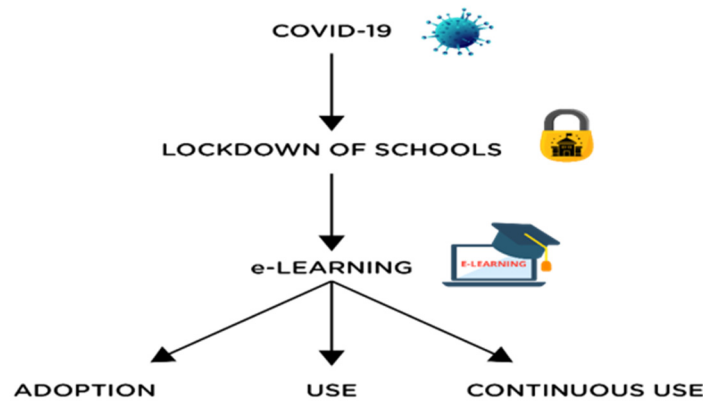 COVID-19
LOCKDOWN OF SCHOOLS
e-LEARNING
E-LEARNING
ADOPTION
USE
CONTINUOUS USE